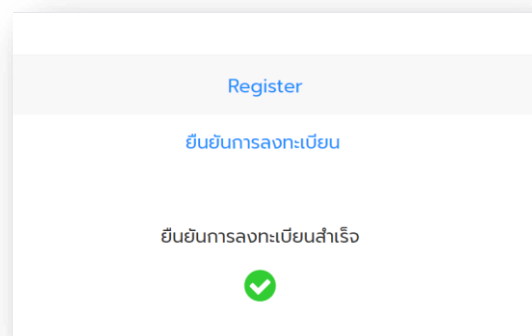 Register
ยืนยันการลงทะเบียน
ยืนยันการลงทะเบียนสำเร็จ